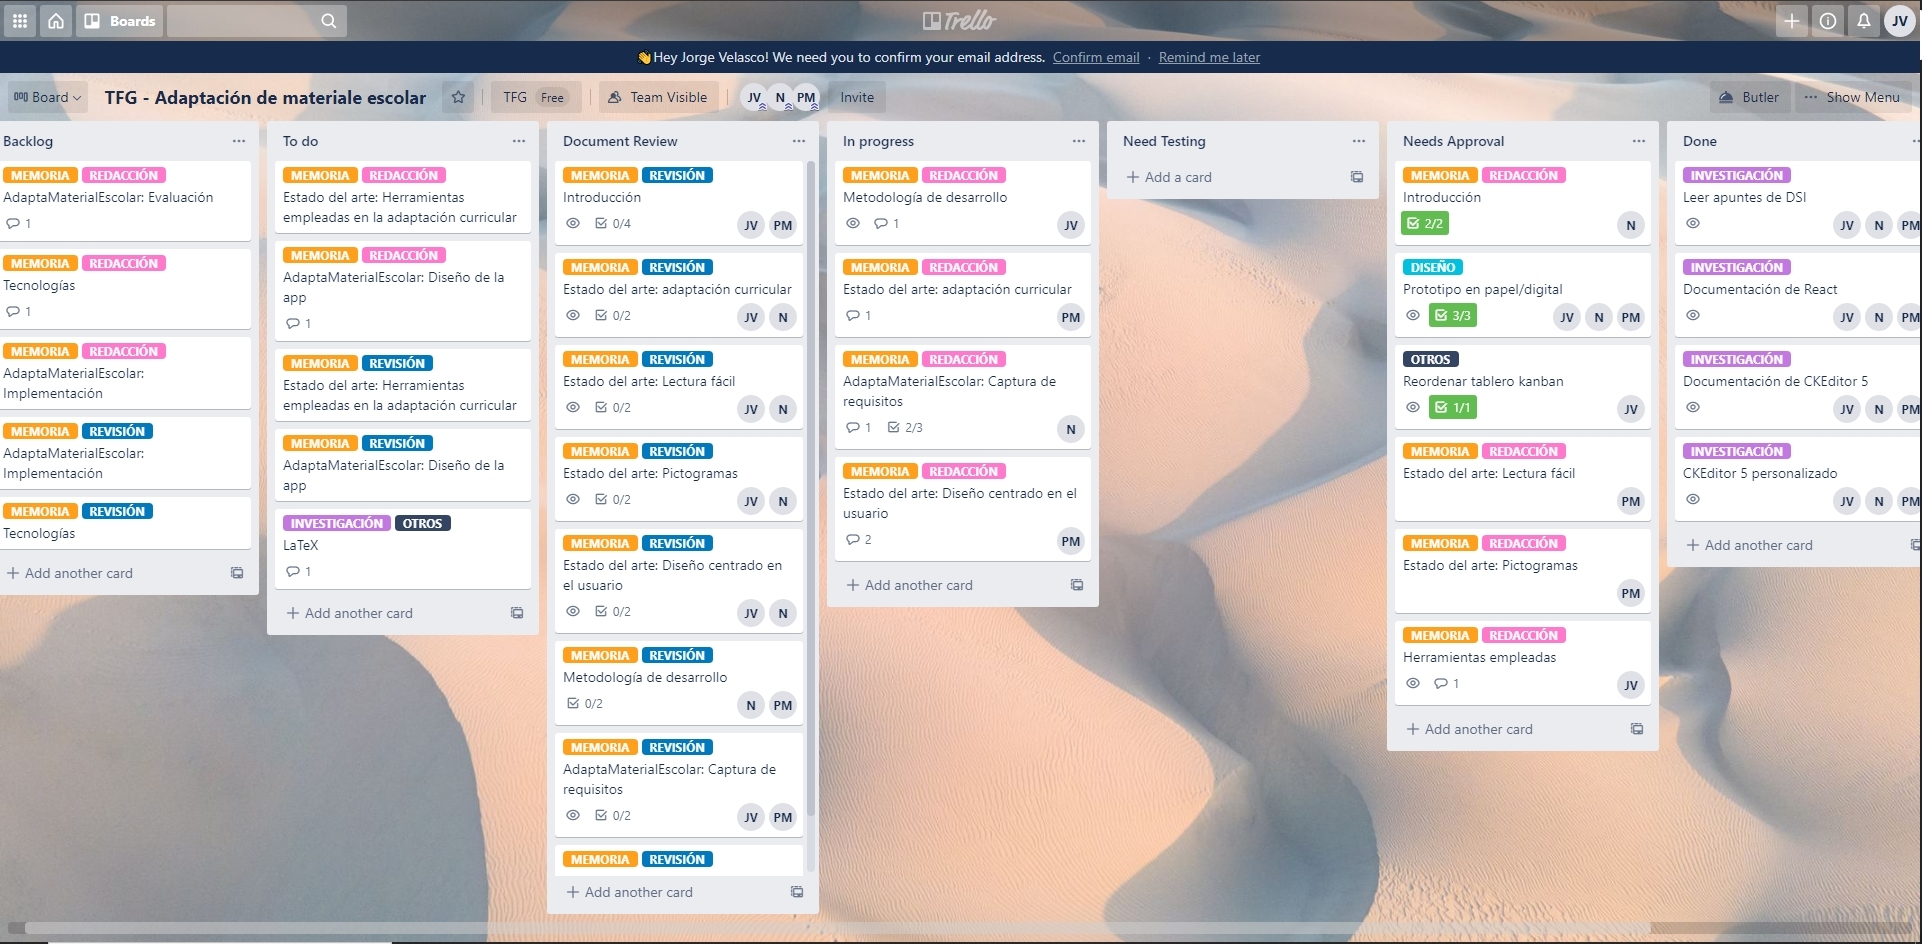 Boards
Trello
JV
👋Hey Jorge Velasco! We need you to confirm your email address. Confirm email · Remind me later
Board
TFG - Adaptación de materiale escolar
TFG Free
Team Visible
JV N PM
Invite
Butler
··· Show Menu
Backlog
MEMORIA REDACCIÓN
AdaptaMaterialEscolar: Evaluación
1
MEMORIA REDACCIÓN
Tecnologías
1
MEMORIA REDACCIÓN
AdaptaMaterialEscolar:
Implementación
MEMORIA REVISIÓN
AdaptaMaterialEscolar:
Implementación
MEMORIA REVISIÓN
Tecnologías
+ Add another card
To do
MEMORIA REDACCIÓN
Estado del arte: Herramientas
empleadas en la adaptación curricular
MEMORIA REDACCIÓN
AdaptaMaterialEscolar: Diseño de la
app
1
MEMORIA REVISIÓN
Estado del arte: Herramientas
empleadas en la adaptación curricular
MEMORIA REVISIÓN
AdaptaMaterialEscolar: Diseño de la
app
INVESTIGACIÓN OTROS
LaTeX
1
+ Add another card
Document Review
MEMORIA REVISIÓN
Introducción
0/4 JV PM
MEMORIA REVISIÓN
Estado del arte: adaptación curricular
0/2 JV N
MEMORIA REVISIÓN
Estado del arte: Lectura fácil
0/2 JV N
MEMORIA REVISIÓN
Estado del arte: Pictogramas
0/2 JV N
MEMORIA REVISIÓN
Estado del arte: Diseño centrado en
el usuario
0/2 JV N
MEMORIA REVISIÓN
Metodología de desarrollo
0/2 N PM
MEMORIA REVISIÓN
AdaptaMaterialEscolar: Captura de
requisitos
0/2 JV PM
MEMORIA REVISIÓN
+ Add another card
In progress
MEMORIA REDACCIÓN
Metodología de desarrollo
1 JV
MEMORIA REDACCIÓN
Estado del arte: adaptación curricular
1 PM
MEMORIA REDACCIÓN
AdaptaMaterialEscolar: Captura de
requisitos
1 2/3 N
MEMORIA REDACCIÓN
Estado del arte: Diseño centrado en el
usuario
2 PM
+ Add another card
Need Testing
+ Add a card
Needs Approval
MEMORIA REDACCIÓN
Introducción
2/2 N
DISEÑO
Prototipo en papel/digital
3/3 JV N PM
OTROS
Reordenar tablero kanban
1/1 JV
MEMORIA REDACCIÓN
Estado del arte: Lectura fácil
PM
MEMORIA REDACCIÓN
Estado del arte: Pictogramas
PM
MEMORIA REDACCIÓN
Herramientas empleadas
1 JV
+ Add another card
Done
INVESTIGACIÓN
Leer apuntes de DSI
JV N PM
INVESTIGACIÓN
Documentación de React
JV N PM
INVESTIGACIÓN
Documentación de CKEditor 5
JV N PM
INVESTIGACIÓN
CKEditor 5 personalizado
JV N PM
+ Add another card